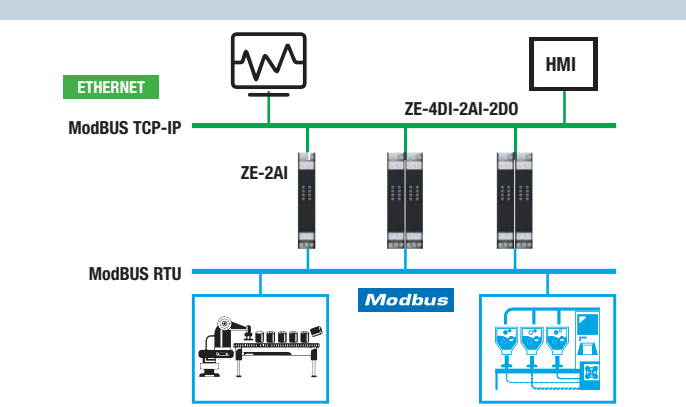 HMI
ETHERNET
ZE-4DI-2AI-2DO
ModBUS TCP-IP
ZE-2AI
ModBUS RTU
Modbus